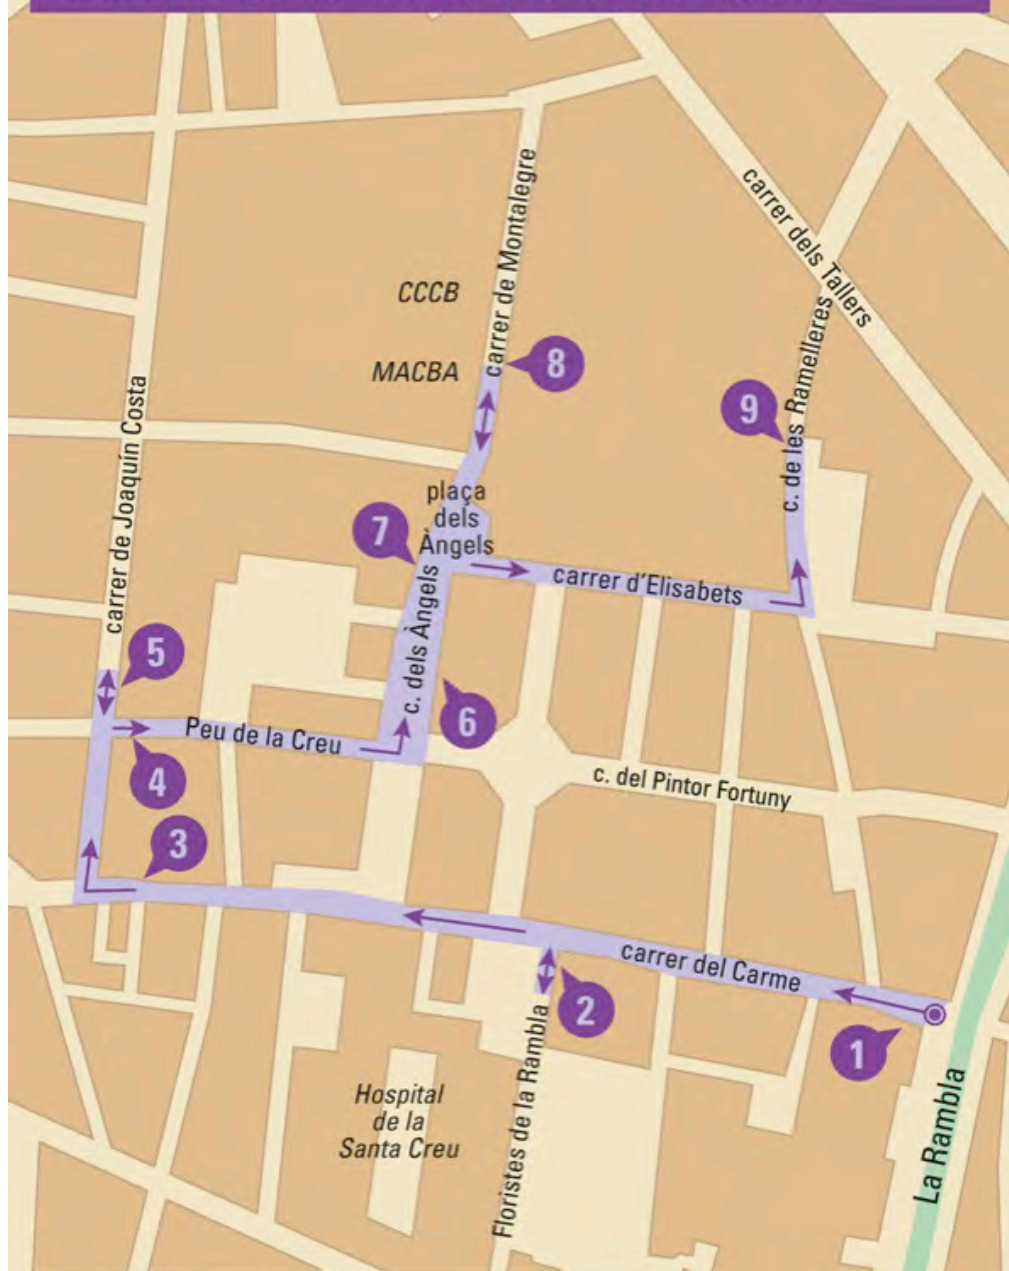 carrer de Montalegre
carrer dels Tallers
CCCB
MACBA
8
c. de les Ramelleres
9
carrer de Joaquín Costa
plaça
dels
Àngels
7
carrer d'Elisabets
c. dels Àngels
5
6
Peu de la Creu
4
c. del Pintor Fortuny
3
carrer del Carme
2
1
Floristes de la Rambla
Hospital
de la
Santa Creu
La Rambla